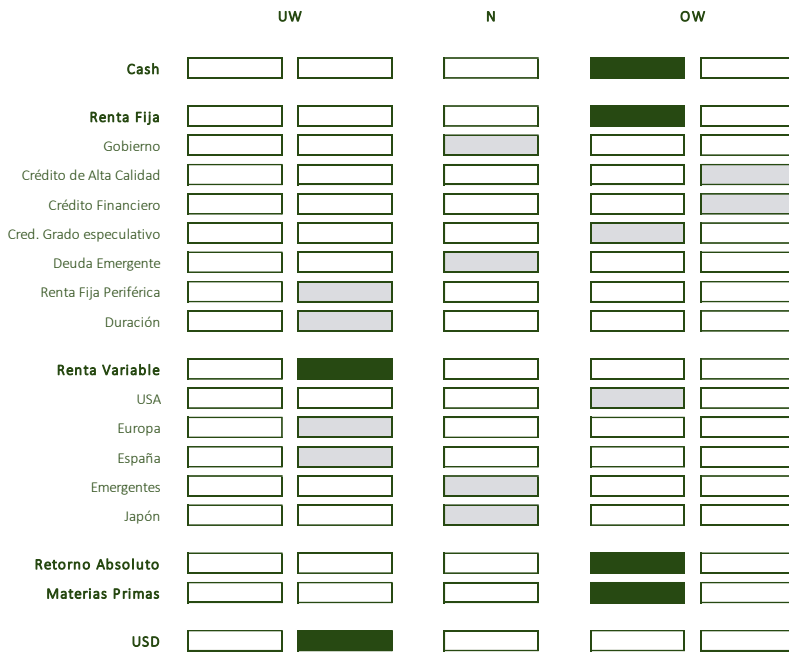 UW N OW
Cash
Renta Fija
Gobierno
Crédito de Alta Calidad
Crédito Financiero
Cred. Grado especulativo
Deuda Emergente
Renta Fija Periférica
Duración
Renta Variable
USA
Europa
España
Emergentes
Japón
Retorno Absoluto
Materias Primas
USD